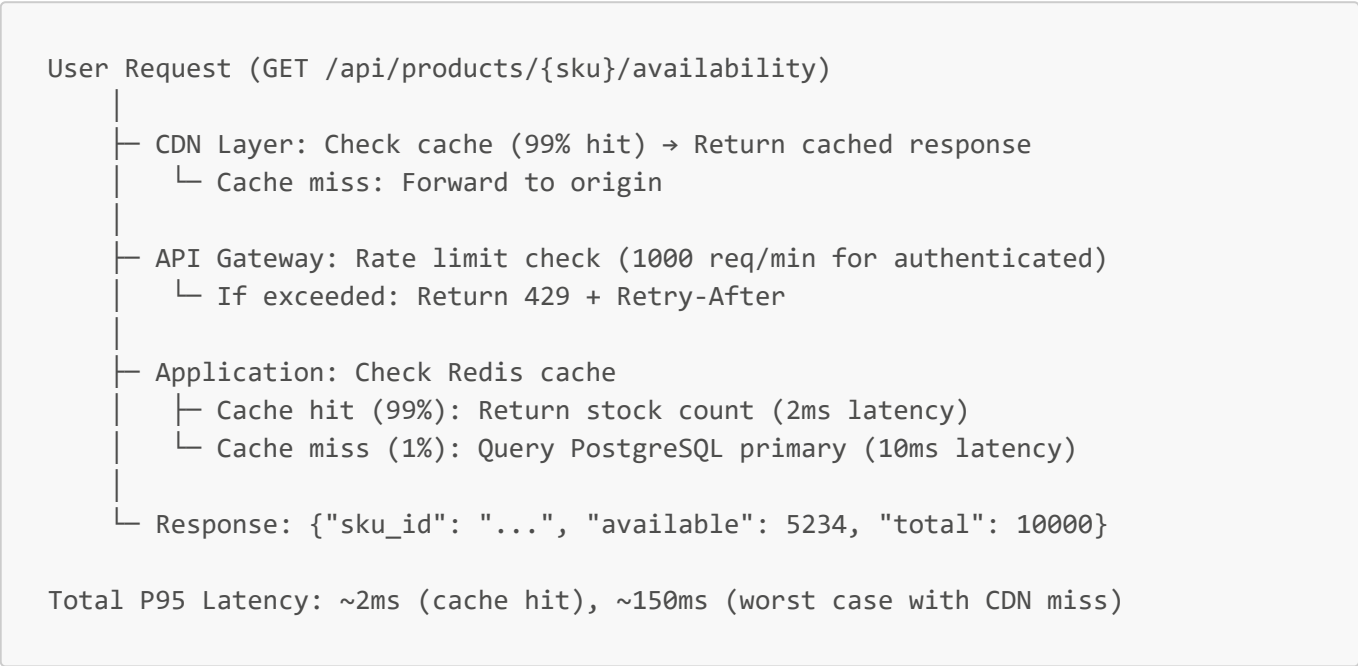 User Request (GET /api/products/{sku}/availability)
    │
    ├─ CDN Layer: Check cache (99% hit) → Return cached response
    │   └─ Cache miss: Forward to origin
    │
    ├─ API Gateway: Rate limit check (1000 req/min for authenticated)
    │   └─ If exceeded: Return 429 + Retry-After
    │
    ├─ Application: Check Redis cache
    │   ├─ Cache hit (99%): Return stock count (2ms latency)
    │   └─ Cache miss (1%): Query PostgreSQL primary (10ms latency)
    │
    └─ Response: {"sku_id": "...", "available": 5234, "total": 10000}

Total P95 Latency: ~2ms (cache hit), ~150ms (worst case with CDN miss)